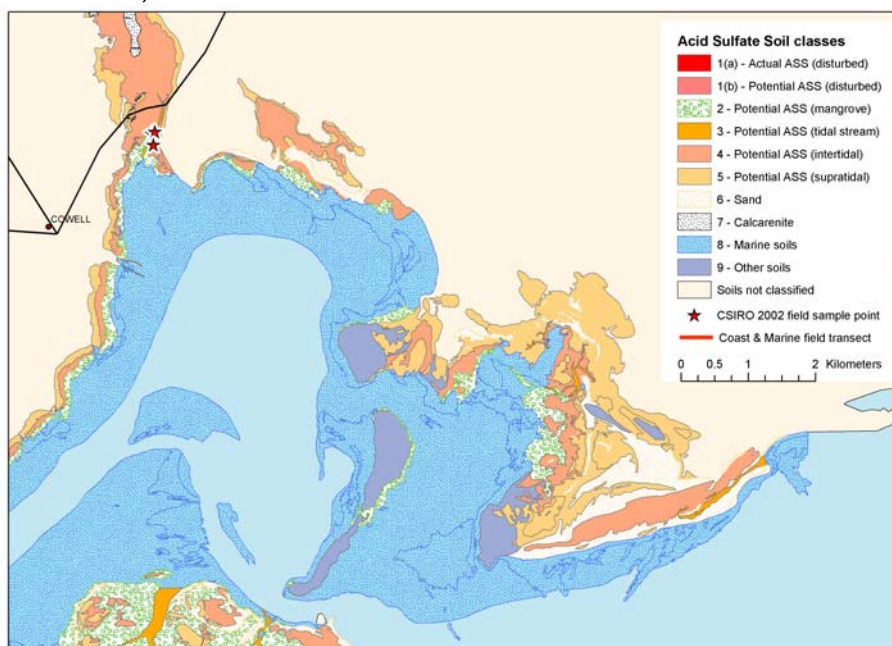 COWELL
Acid Sulfate Soil classes
1(a) - Actual ASS (disturbed)
1(b) - Potential ASS (disturbed)
2 - Potential ASS (mangrove)
3 - Potential ASS (tidal stream)
4 - Potential ASS (intertidal)
5 - Potential ASS (supratidal)
6 - Sand
7 - Calcarenite
8 - Marine soils
9 - Other soils
Soils not classified
CSIRO 2002 field sample point
Coast & Marine field transect
0 0.5 1 2 Kilometers